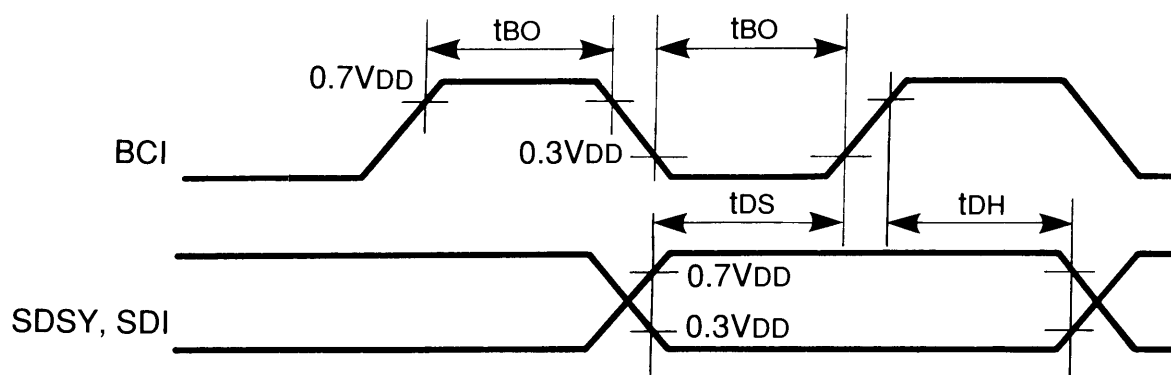 tBO
tBO
0.7VDD
BCI
0.3VDD
tDS
tDH
0.7VDD
SDSY, SDI
0.3VDD